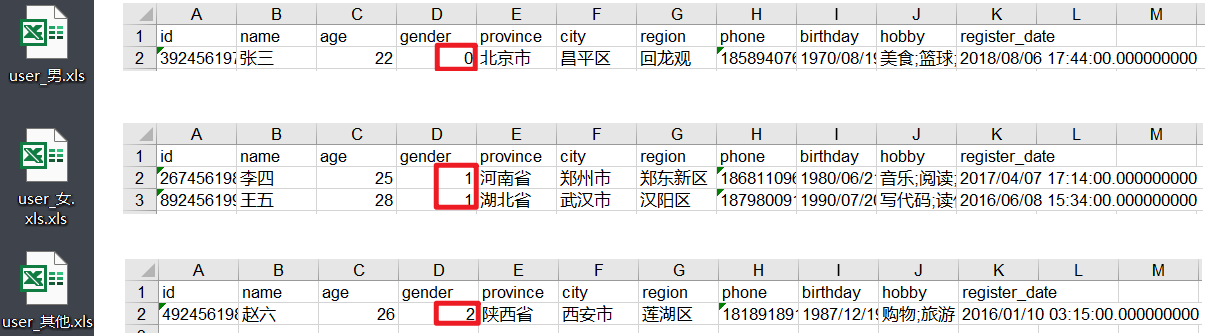 A B C D E F G H I J K L M
1 id name age gender province city region phone birthday hobby register_date
2 392456197 张三 22 0 北京市 昌平区 回龙观 185894076 1970/08/19 美食;篮球; 2018/08/06 17:44:00.000000000
user_男.xls
A B C D E F G H I J K L M
1 id name age gender province city region phone birthday hobby register_date
2 267456198 李四 25 1 河南省 郑州市 郑东新区 186811096 1980/06/21 音乐;阅读; 2017/04/07 17:14:00.000000000
3 892456199 王五 28 1 湖北省 武汉市 汉阳区 187980091 1990/07/20 写代码;读 2016/06/08 15:34:00.000000000
user_女.
xls.xls
A B C D E F G H I J K L M
1 id name age gender province city region phone birthday hobby register_date
2 492456198 赵六 26 2 陕西省 西安市 莲湖区 181891891 1987/12/1 购物;旅游 2016/01/10 03:15:00.000000000
user_其他.xls